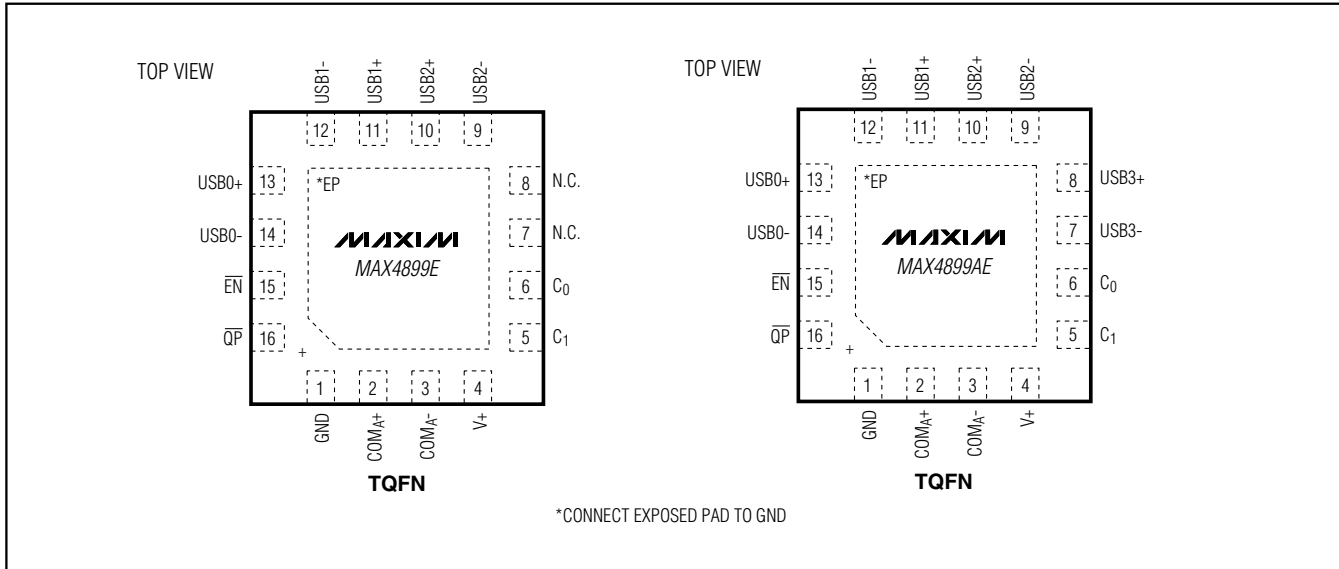 TOP VIEW
USB1-
USB1+
USB2+
USB2-
12
11
10
9
USB0+ 13
*EP
8 N.C.
USB0- 14
MAXIM
7 N.C.
MAX4899E
EN 15
6 C0
QP 16
5 C1
+
1
2
3
4
GND
COMA+
COMA-
V+
TQFN
TOP VIEW
USB1-
USB1+
USB2+
USB2-
12
11
10
9
USB0+ 13
*EP
8 USB3+
USB0- 14
MAXIM
7 USB3-
MAX4899AE
EN 15
6 C0
QP 16
5 C1
+
1
2
3
4
GND
COMA+
COMA-
V+
TQFN
*CONNECT EXPOSED PAD TO GND